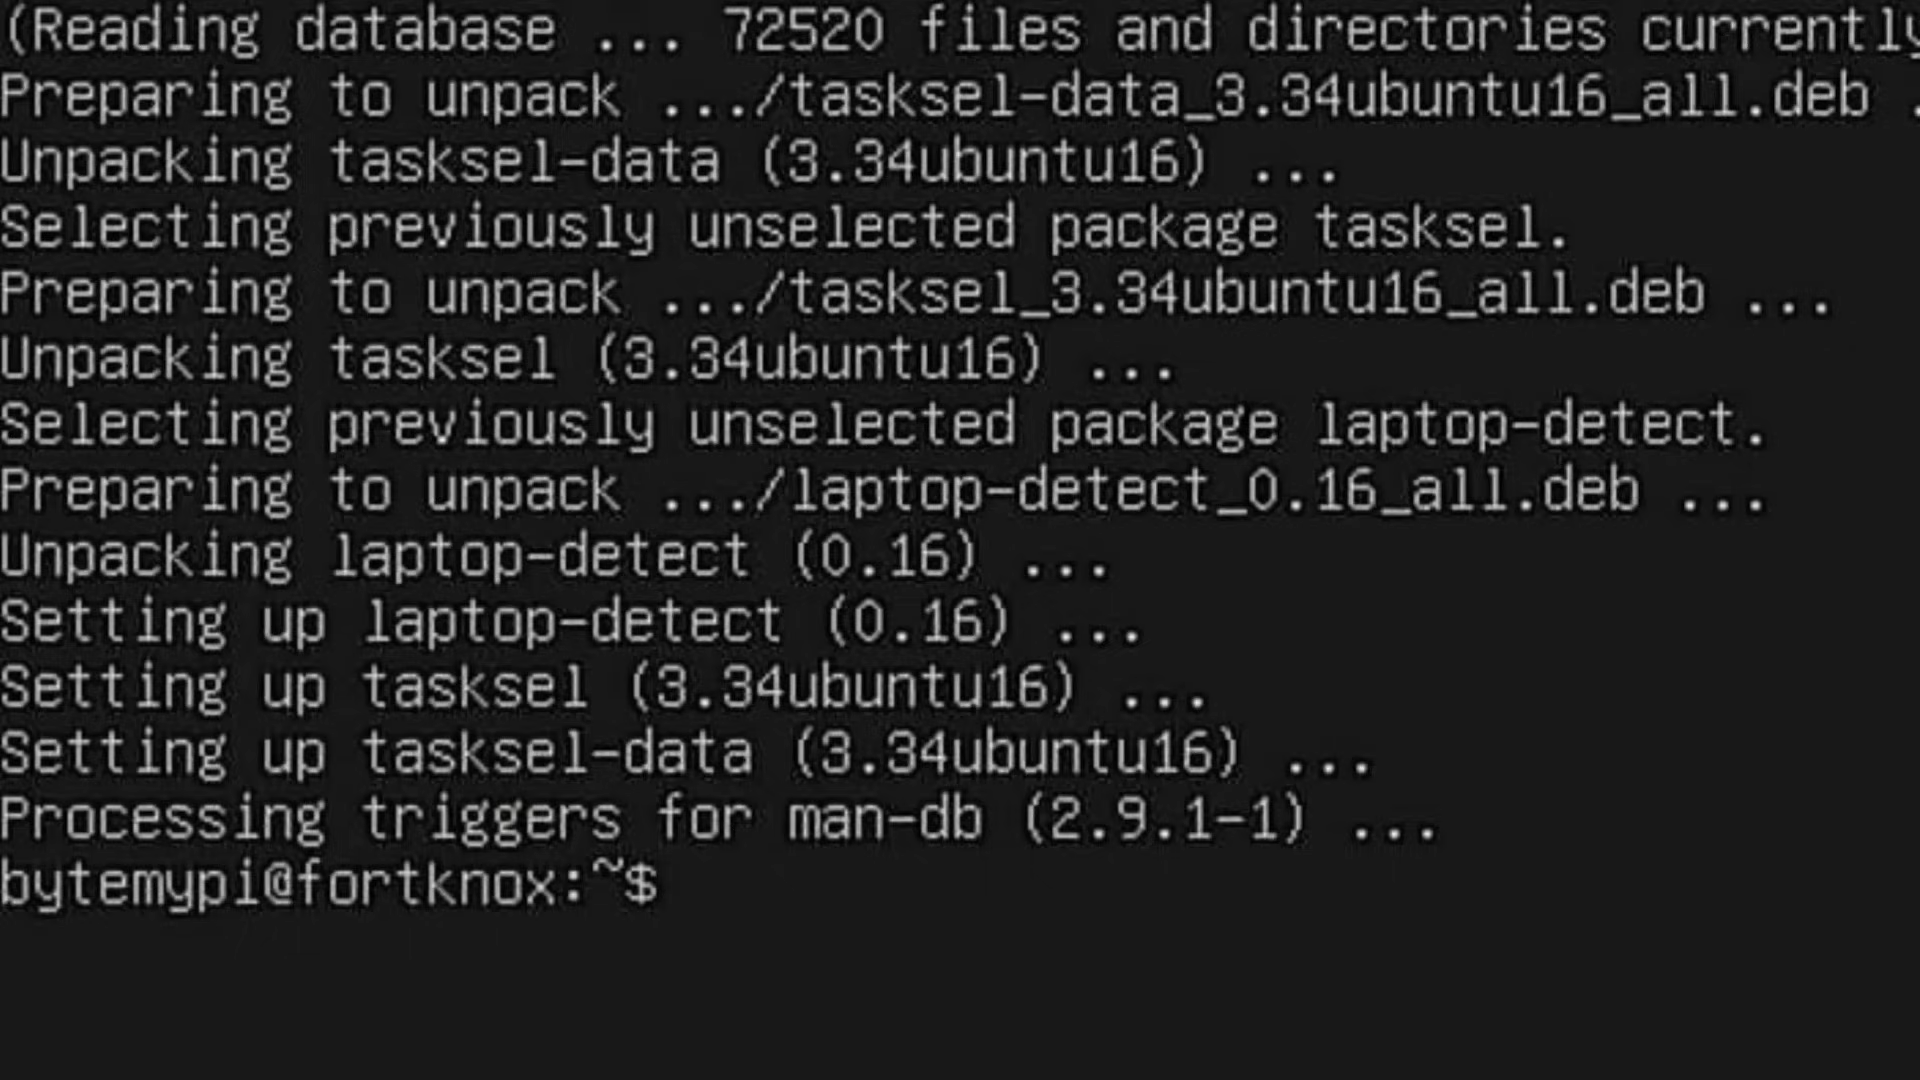 (Reading database ... 72520 files and directories currently
Preparing to unpack .../tasksel-data_3.34ubuntu16_all.deb .
Unpacking tasksel-data (3.34ubuntu16) ...
Selecting previously unselected package tasksel.
Preparing to unpack .../tasksel_3.34ubuntu16_all.deb ...
Unpacking tasksel (3.34ubuntu16) ...
Selecting previously unselected package laptop-detect.
Preparing to unpack .../laptop-detect_0.16_all.deb ...
Unpacking laptop-detect (0.16) ...
Setting up laptop-detect (0.16) ...
Setting up tasksel (3.34ubuntu16) ...
Setting up tasksel-data (3.34ubuntu16) ...
Processing triggers for man-db (2.9.1-1) ...
bytemypi@fortknox:~$